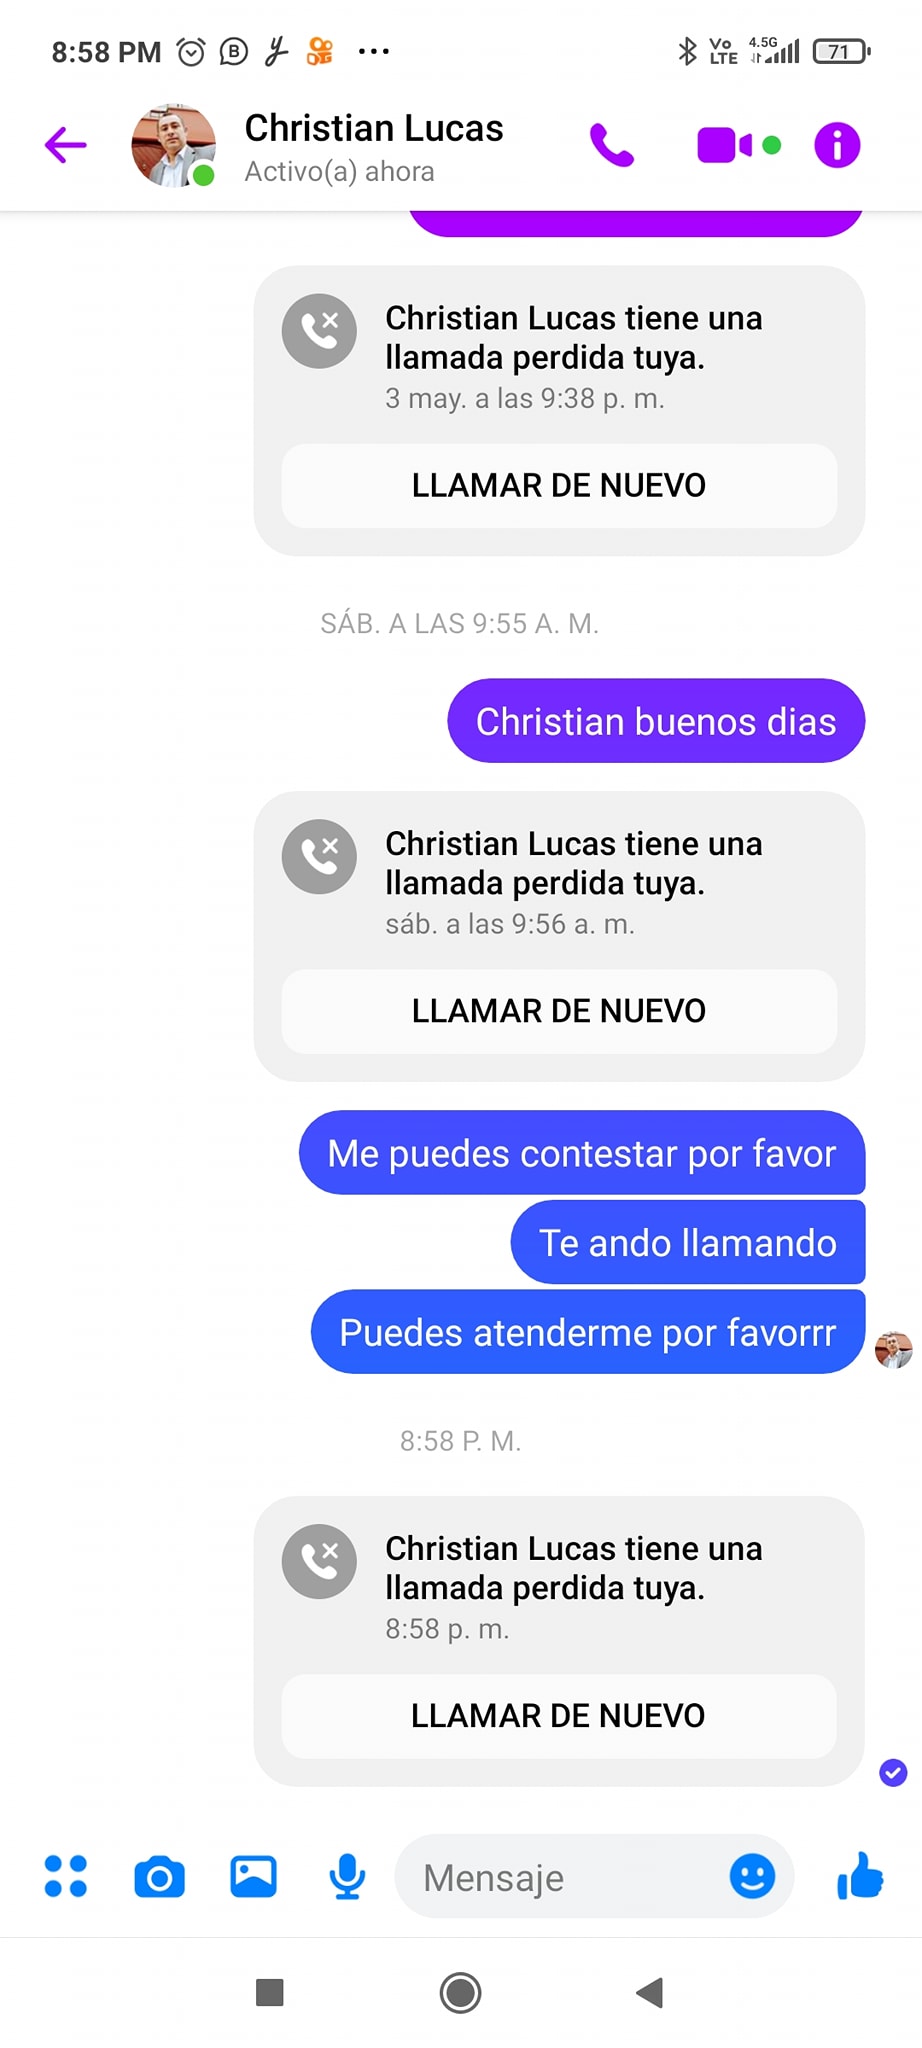 8:58 PM
Vo
LTE
4.5G
71
Christian Lucas
Activo(a) ahora
Christian Lucas tiene una
llamada perdida tuya.
3 may. a las 9:38 p. m.
LLAMAR DE NUEVO
SÁB. A LAS 9:55 A. M.
Christian buenos dias
Christian Lucas tiene una
llamada perdida tuya.
sáb. a las 9:56 a. m.
LLAMAR DE NUEVO
Me puedes contestar por favor
Te ando llamando
Puedes atenderme por favorrr
8:58 P. M.
Christian Lucas tiene una
llamada perdida tuya.
8:58 p. m.
LLAMAR DE NUEVO
Mensaje